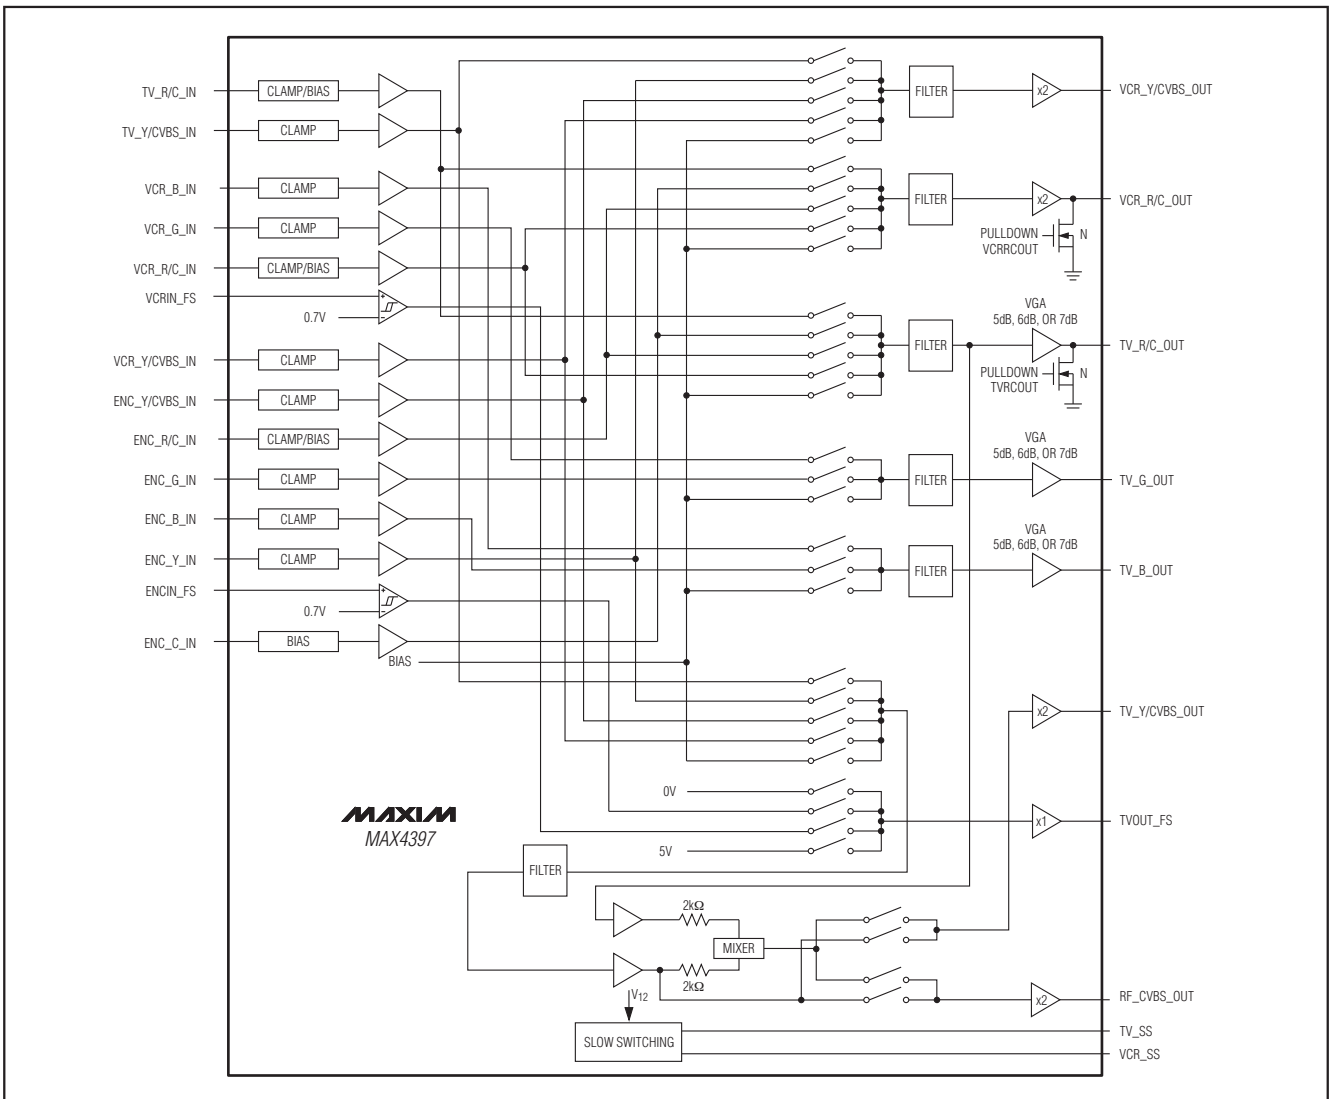 TV_R/C_IN
CLAMP/BIAS
FILTER
x2
VCR_Y/CVBS_OUT
TV_Y/CVBS_IN
CLAMP
VCR_B_IN
CLAMP
FILTER
x2
VCR_R/C_OUT
VCR_G_IN
CLAMP
PULLDOWN
VCRRCOUT
N
VCR_R/C_IN
CLAMP/BIAS
VCRIN_FS
+
-
0.7V
VGA
5dB, 6dB, OR 7dB
FILTER
TV_R/C_OUT
VCR_Y/CVBS_IN
CLAMP
PULLDOWN
TVRCOUT
N
ENC_Y/CVBS_IN
CLAMP
ENC_R/C_IN
CLAMP/BIAS
VGA
5dB, 6dB, OR 7dB
ENC_G_IN
CLAMP
FILTER
TV_G_OUT
ENC_B_IN
CLAMP
VGA
5dB, 6dB, OR 7dB
ENC_Y_IN
CLAMP
FILTER
TV_B_OUT
ENCIN_FS
+
-
0.7V
ENC_C_IN
BIAS
BIAS
x2
TV_Y/CVBS_OUT
0V
MAXIM
MAX4397
x1
TVOUT_FS
5V
FILTER
2kΩ
MIXER
2kΩ
V12
x2
RF_CVBS_OUT
SLOW SWITCHING
TV_SS
VCR_SS